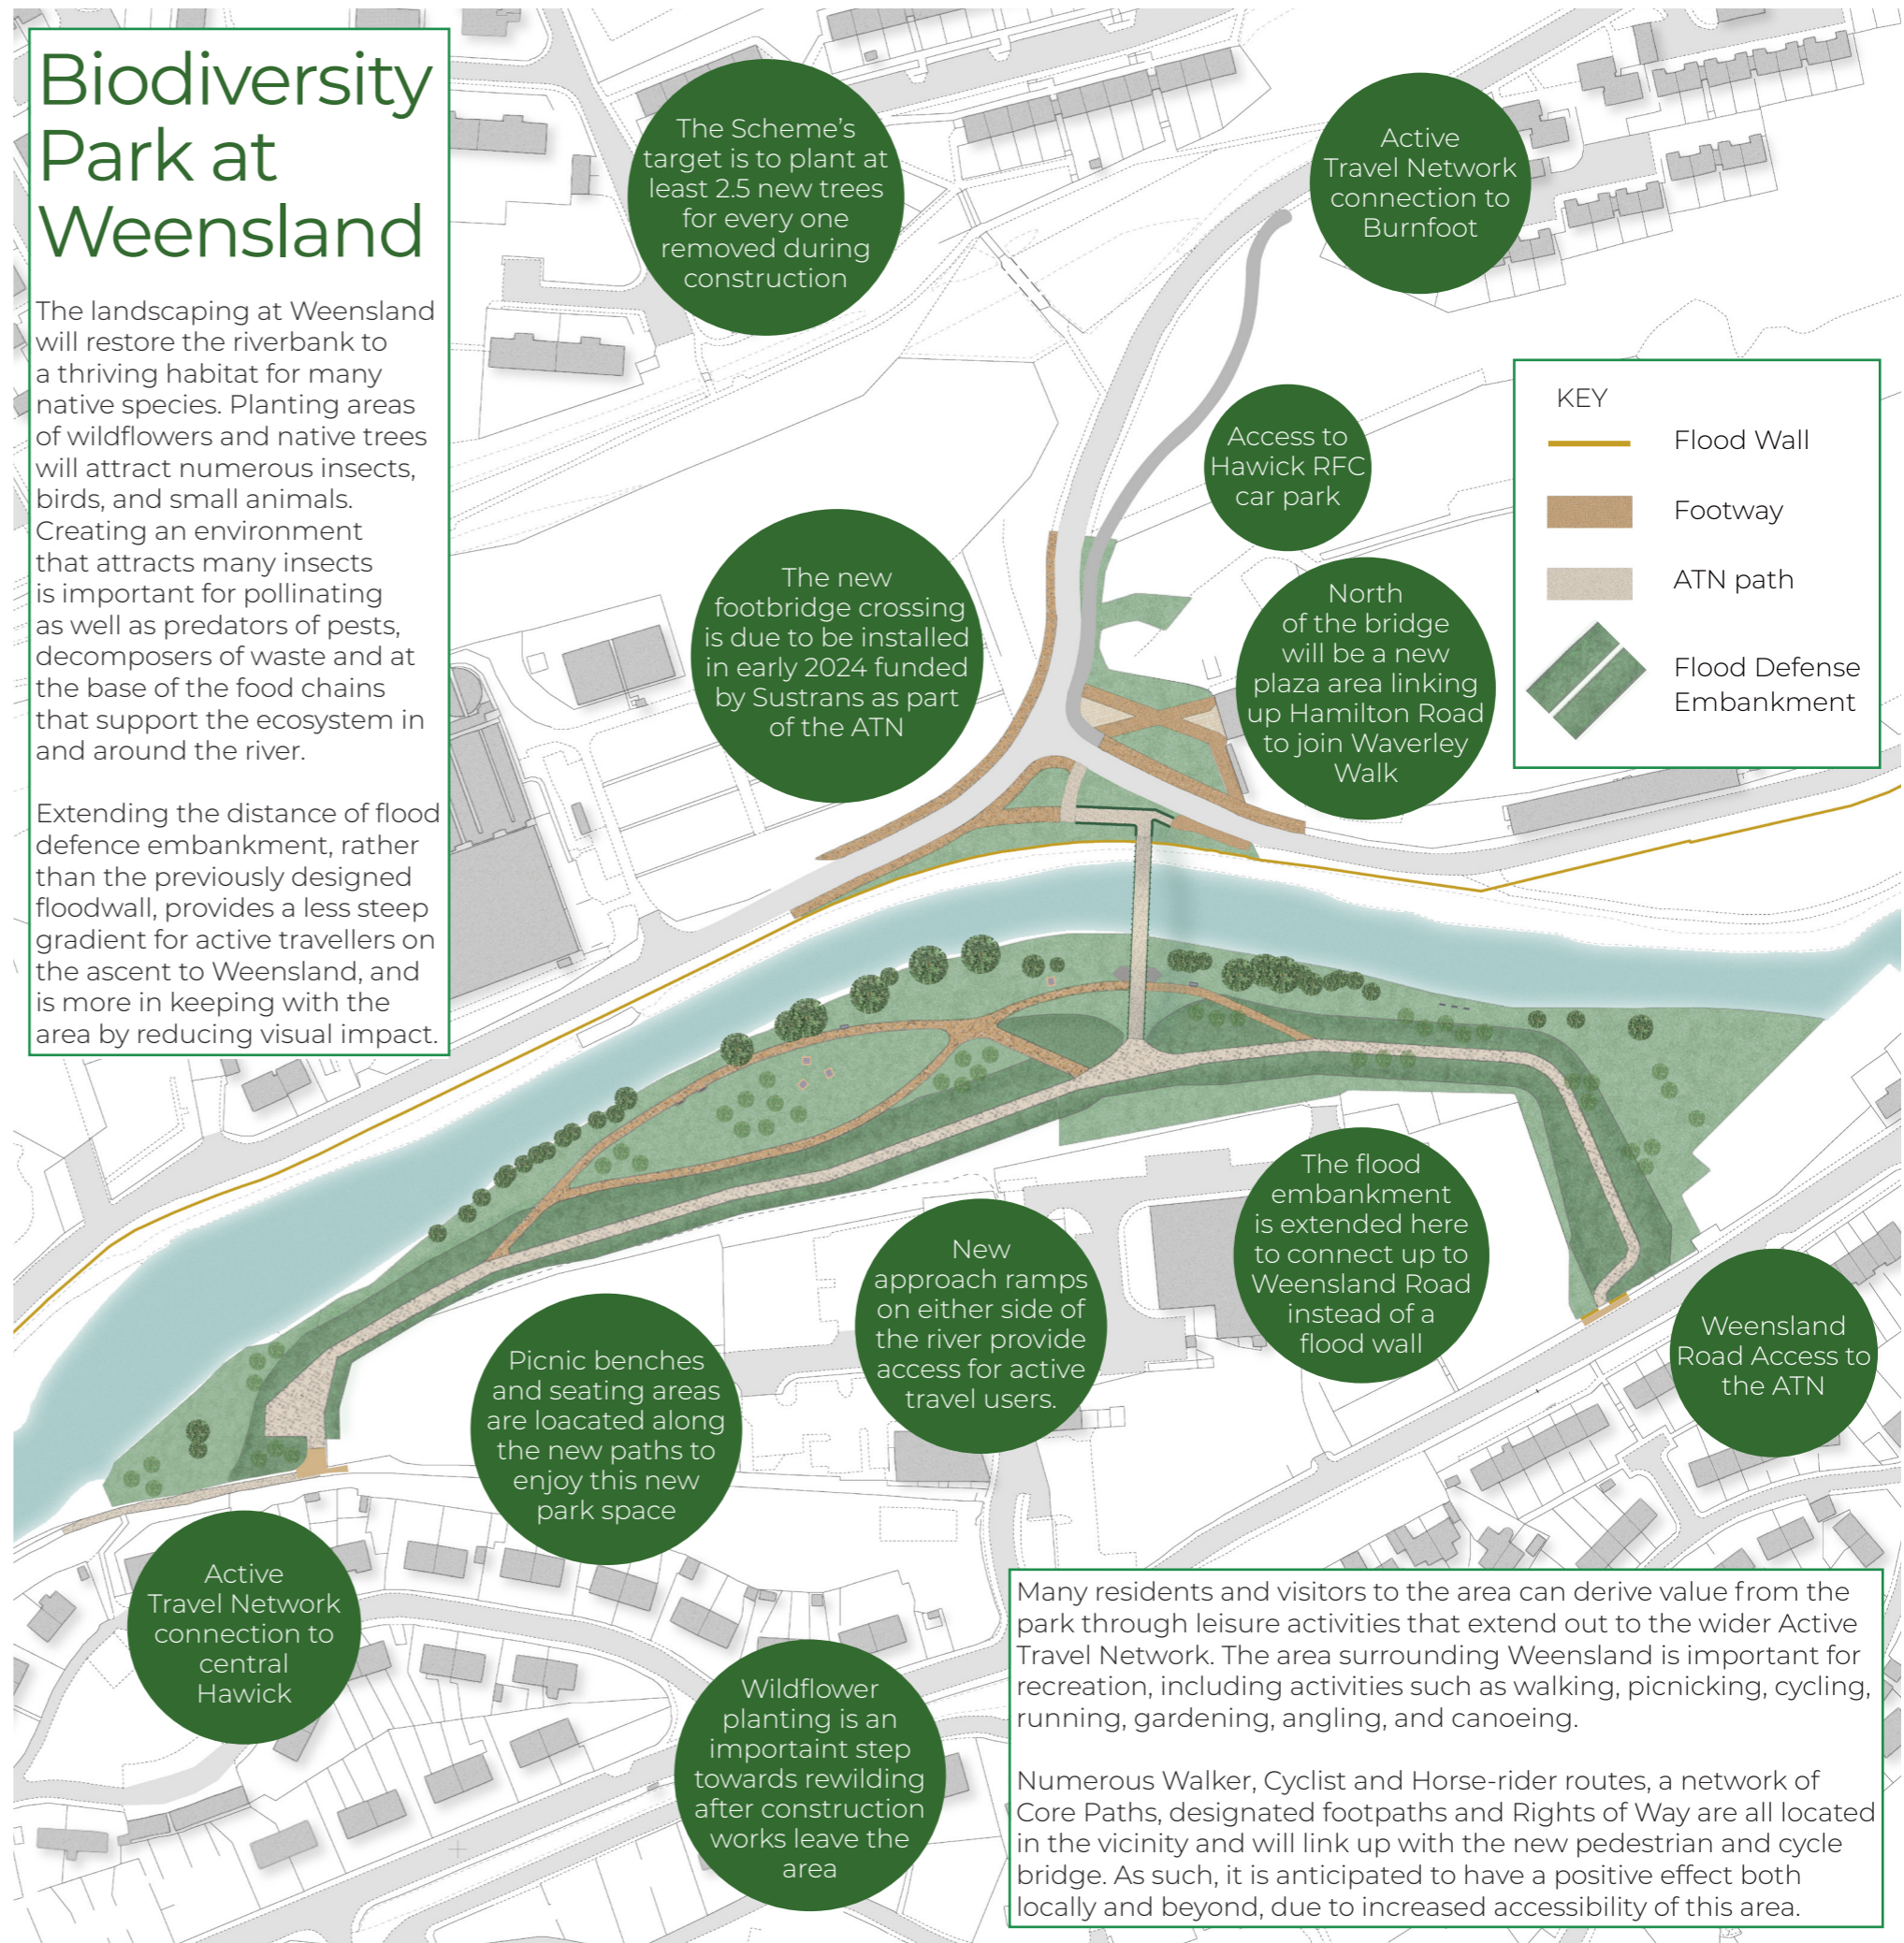 Biodiversity
Park at
Weensland
The landscaping at Weensland
will restore the riverbank to
a thriving habitat for many
native species. Planting areas
of wildflowers and native trees
will attract numerous insects,
birds, and small animals.
Creating an environment
that attracts many insects
is important for pollinating
as well as predators of pests,
decomposers of waste and at
the base of the food chains
that support the ecosystem in
and around the river.
Extending the distance of flood
defence embankment, rather
than the previously designed
floodwall, provides a less steep
gradient for active travellers on
the ascent to Weensland, and
is more in keeping with the
area by reducing visual impact.
The Scheme's
target is to plant at
least 2.5 new trees
for every one
removed during
construction
Active
Travel Network
connection to
Burnfoot
Access to
Hawick RFC
car park
KEY
Flood Wall
Footway
ATN path
Flood Defense
Embankment
The new
footbridge crossing
is due to be installed
in early 2024 funded
by Sustrans as part
of the ATN
North
of the bridge
will be a new
plaza area linking
up Hamilton Road
to join Waverley
Walk
The flood
embankment
is extended here
to connect up to
Weensland Road
instead of a
flood wall
New
approach ramps
on either side of
the river provide
access for active
travel users.
Weensland
Road Access to
the ATN
Picnic benches
and seating areas
are loacated along
the new paths to
enjoy this new
park space
Active
Travel Network
connection to
central
Hawick
Wildflower
planting is an
importaint step
towards rewilding
after construction
works leave the
area
Many residents and visitors to the area can derive value from the
park through leisure activities that extend out to the wider Active
Travel Network. The area surrounding Weensland is important for
recreation, including activities such as walking, picnicking, cycling,
running, gardening, angling, and canoeing.
Numerous Walker, Cyclist and Horse-rider routes, a network of
Core Paths, designated footpaths and Rights of Way are all located
in the vicinity and will link up with the new pedestrian and cycle
bridge. As such, it is anticipated to have a positive effect both
locally and beyond, due to increased accessibility of this area.